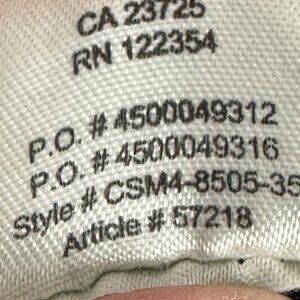 CA 23725
RN 122354
P.O. # 4500049312
P.O. # 4500049316
Style # CSM4-8505-35
Article # 57218